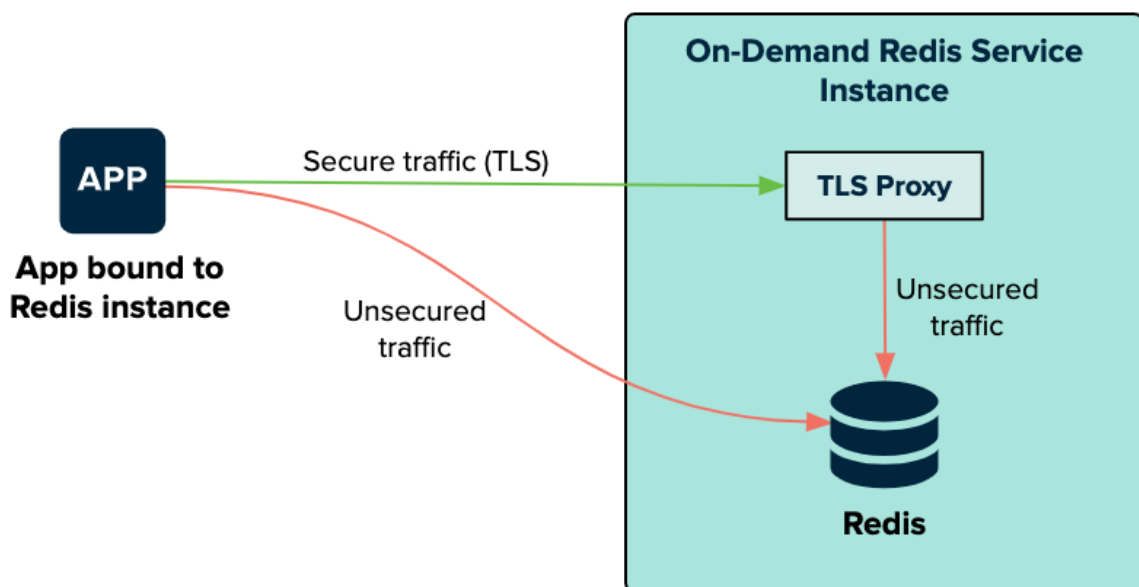 On-Demand Redis Service
Instance
Secure traffic (TLS)
APP
TLS Proxy
App bound to
Redis instance
Unsecured
traffic
Unsecured
traffic
Redis